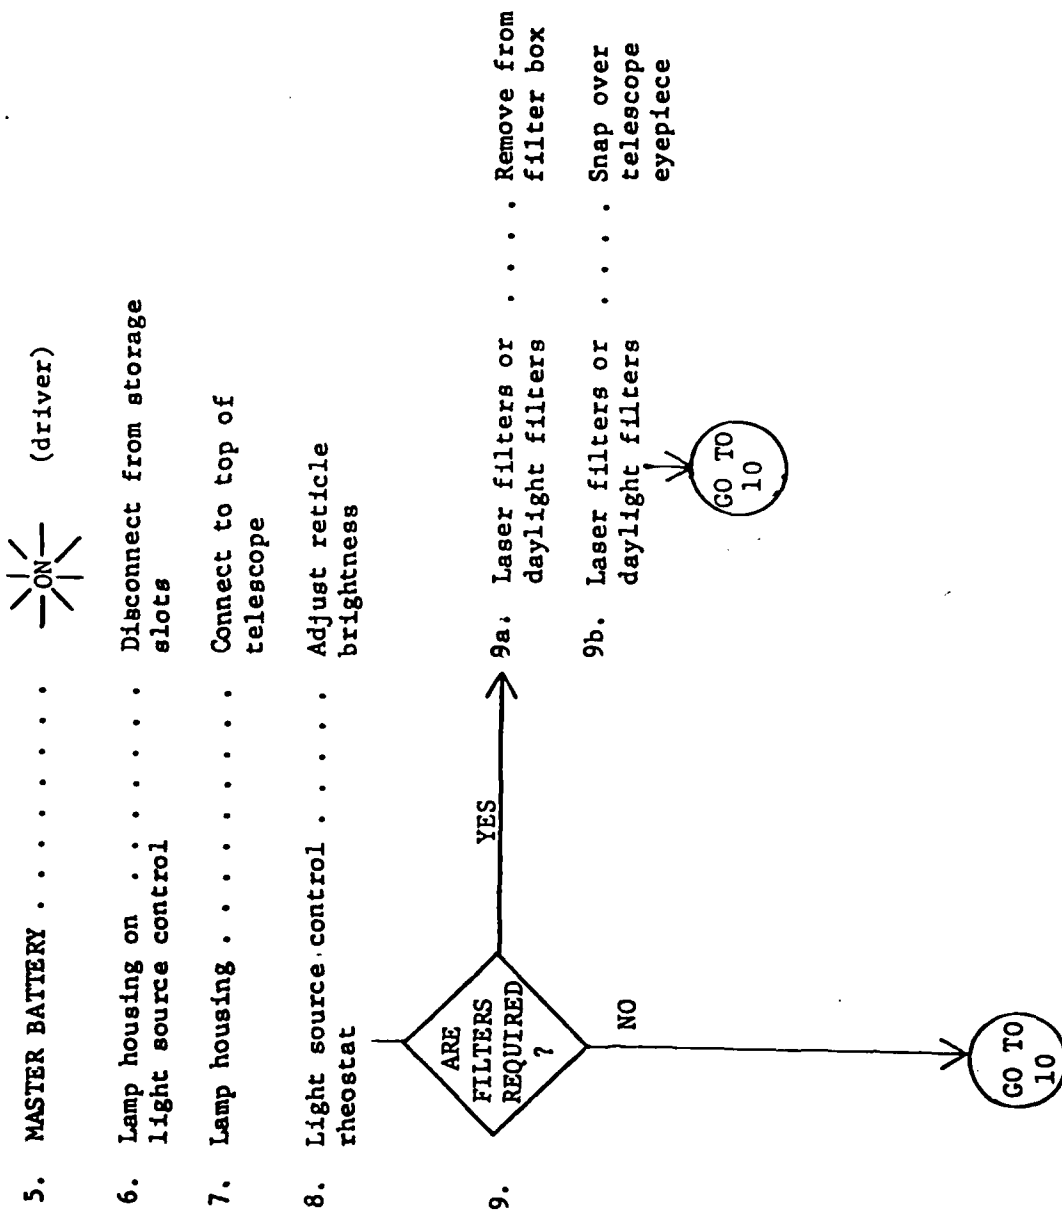 5. MASTER BATTERY . . . . . . . . ON (driver)
6. Lamp housing on . . . . . . . Disconnect from storage
light source control slots
7. Lamp housing . . . . . . . . . Connect to top of
telescope
8. Light source control . . . . . Adjust reticle
rheostat brightness
9. ARE
FILTERS
REQUIRED
?
YES
9a. Laser filters or . . . . Remove from
daylight filters filter box
9b. Laser filters or . . . . Snap over
daylight filters telescope
eyepiece
GO TO
10
NO
GO TO
10